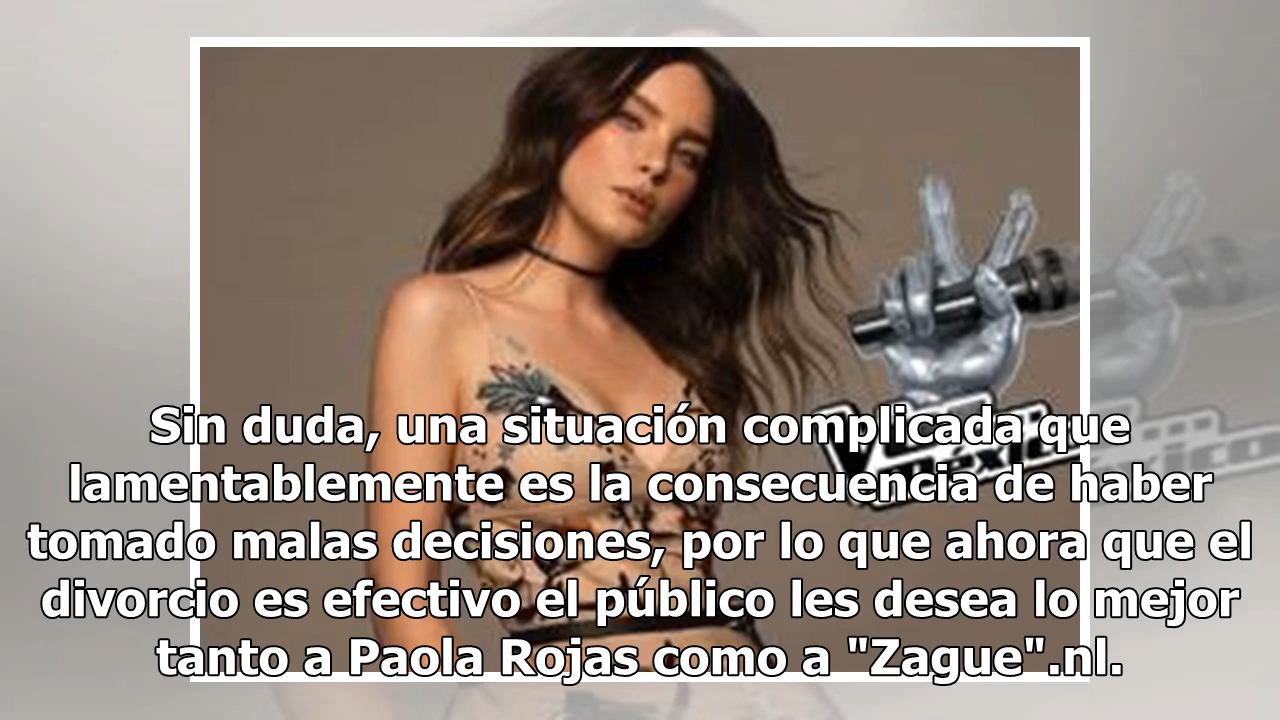 Sin duda, una situación complicada que
lamentablemente es la consecuencia de haber
tomado malas decisiones, por lo que ahora que el
divorcio es efectivo el público les desea lo mejor
tanto a Paola Rojas como a "Zague".nl.
México